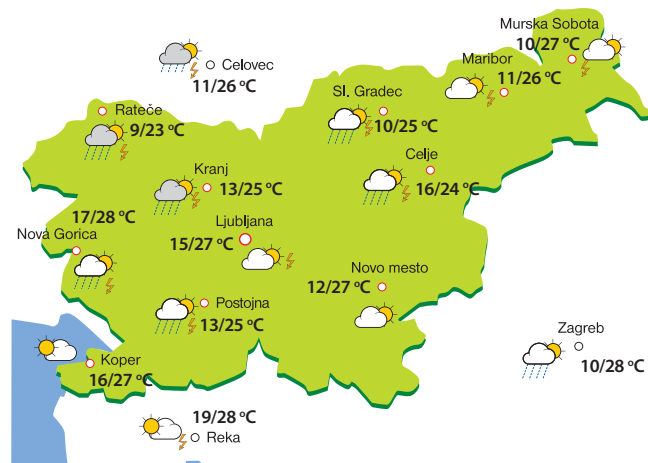 Murska Sobota
10/27 °C
Celovec
11/26 °C
Maribor
11/26 °C
Sl. Gradec
10/25 °C
Rateče
9/23 °C
Celje
16/24 °C
Kranj
13/25 °C
17/28 °C
Nova Gorica
Ljubljana
15/27 °C
Novo mesto
12/27 °C
Postojna
13/25 °C
Zagreb
10/28 °C
Koper
16/27 °C
19/28 °C
Reka